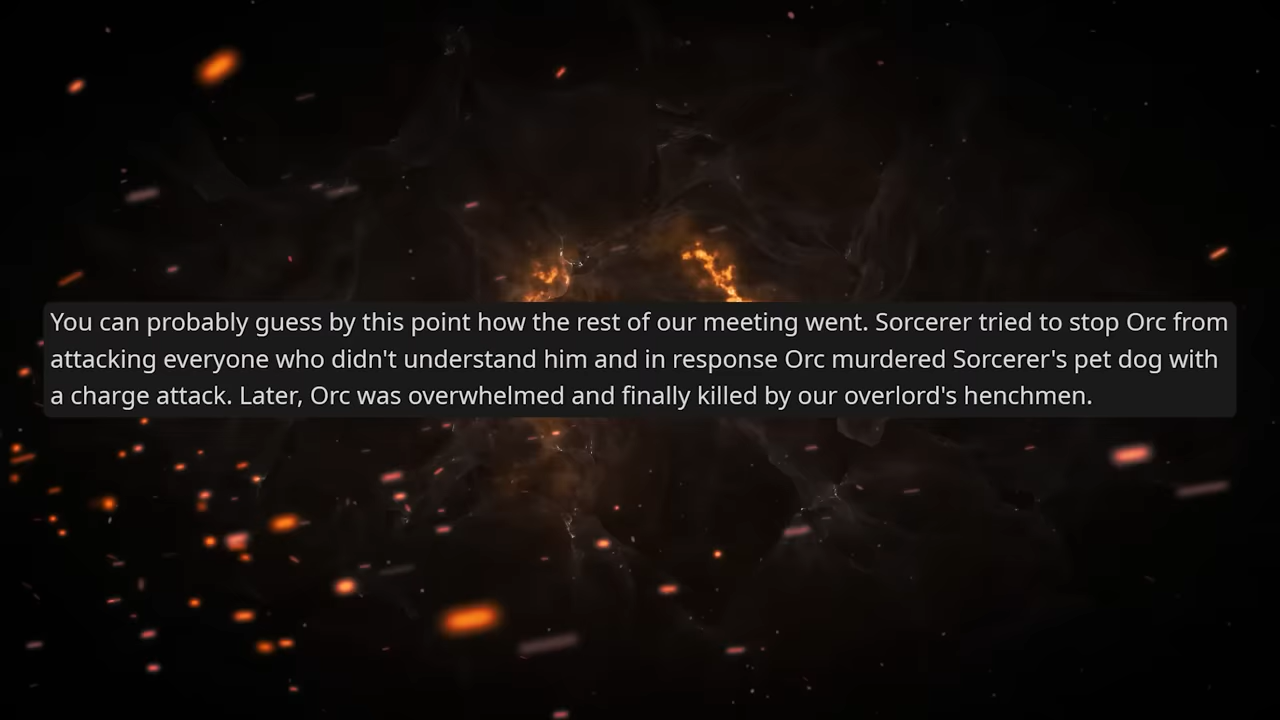 You can probably guess by this point how the rest of our meeting went. Sorcerer tried to stop Orc from
attacking everyone who didn't understand him and in response Orc murdered Sorcerer's pet dog with
a charge attack. Later, Orc was overwhelmed and finally killed by our overlord's henchmen.